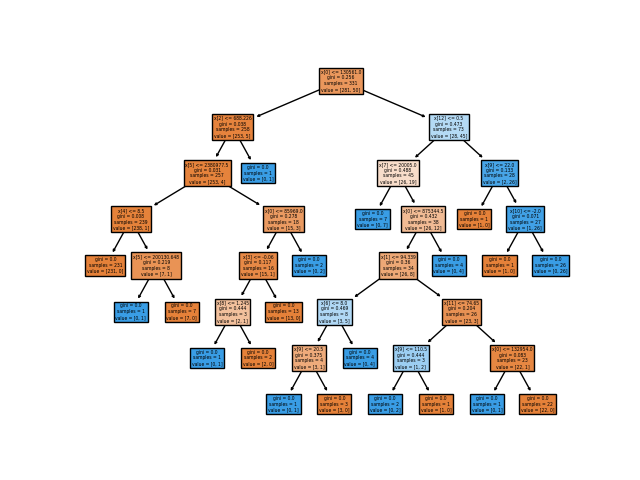 x[0] <= 130561.0
gini = 0.256
samples = 331
value = [281, 50]
x[2] <= 688.226
gini = 0.038
samples = 258
value = [253, 5]
x[12] <= 0.5
gini = 0.473
samples = 73
value = [28, 45]
x[5] <= 2380977.5
gini = 0.031
samples = 257
value = [253, 4]
gini = 0.0
samples = 1
value = [0, 1]
x[7] <= 20005.0
gini = 0.488
samples = 45
value = [26, 19]
x[9] <= 22.0
gini = 0.133
samples = 28
value = [2, 26]
x[4] <= 8.5
gini = 0.008
samples = 239
value = [238, 1]
x[0] <= 85969.0
gini = 0.278
samples = 18
value = [15, 3]
gini = 0.0
samples = 7
value = [0, 7]
x[0] <= 875344.5
gini = 0.432
samples = 38
value = [26, 12]
gini = 0.0
samples = 1
value = [1, 0]
x[10] <= -2.0
gini = 0.071
samples = 27
value = [1, 26]
gini = 0.0
samples = 231
value = [231, 0]
x[5] <= 200130.648
gini = 0.219
samples = 8
value = [7, 1]
x[3] <= -0.06
gini = 0.117
samples = 16
value = [15, 1]
gini = 0.0
samples = 2
value = [0, 2]
x[1] <= 94.339
gini = 0.36
samples = 34
value = [26, 8]
gini = 0.0
samples = 4
value = [0, 4]
gini = 0.0
samples = 1
value = [1, 0]
gini = 0.0
samples = 26
value = [0, 26]
gini = 0.0
samples = 1
value = [0, 1]
gini = 0.0
samples = 7
value = [7, 0]
x[8] <= 1.245
gini = 0.444
samples = 3
value = [2, 1]
gini = 0.0
samples = 13
value = [13, 0]
x[6] <= 8.0
gini = 0.469
samples = 8
value = [3, 5]
x[11] <= 74.65
gini = 0.204
samples = 26
value = [23, 3]
gini = 0.0
samples = 1
value = [0, 1]
gini = 0.0
samples = 2
value = [2, 0]
x[9] <= 20.5
gini = 0.375
samples = 4
value = [3, 1]
gini = 0.0
samples = 4
value = [0, 4]
x[9] <= 110.5
gini = 0.444
samples = 3
value = [1, 2]
x[0] <= 132954.0
gini = 0.083
samples = 23
value = [22, 1]
gini = 0.0
samples = 1
value = [0, 1]
gini = 0.0
samples = 3
value = [3, 0]
gini = 0.0
samples = 2
value = [0, 2]
gini = 0.0
samples = 1
value = [1, 0]
gini = 0.0
samples = 1
value = [0, 1]
gini = 0.0
samples = 22
value = [22, 0]